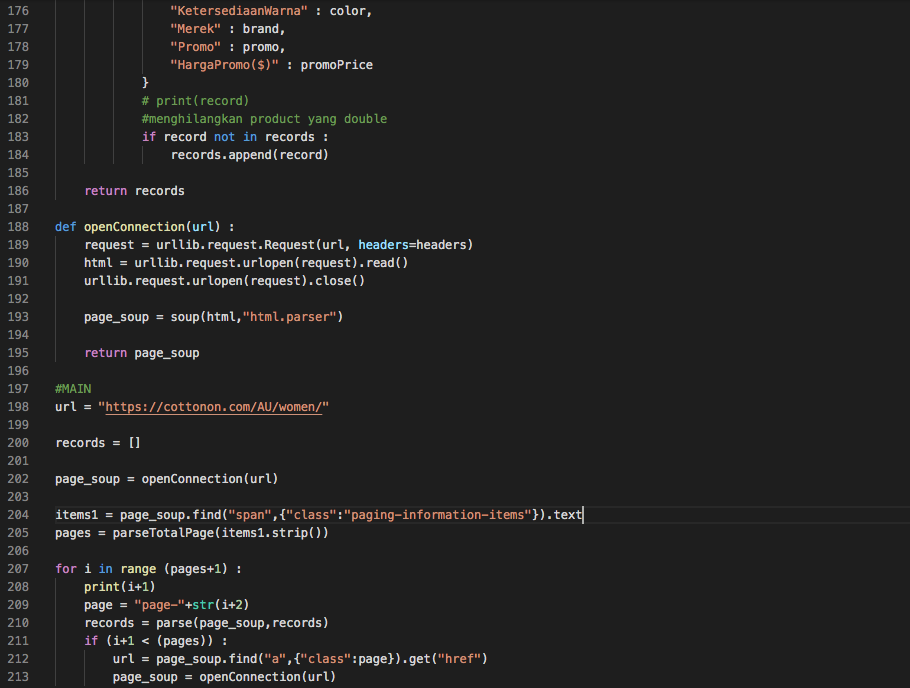 176 "KetersediaanWarna" : color,
177 "Merek" : brand,
178 "Promo" : promo,
179 "HargaPromo($)" : promoPrice
180 }
181 # print(record)
182 #menghilangkan product yang double
183 if record not in records :
184 records.append(record)
185
186 return records
187
188 def openConnection(url) :
189 request = urllib.request.Request(url, headers=headers)
190 html = urllib.request.urlopen(request).read()
191 urllib.request.urlopen(request).close()
192
193 page_soup = soup(html,"html.parser")
194
195 return page_soup
196
197 #MAIN
198 url = "https://cottonon.com/AU/women/"
199
200 records = []
201
202 page_soup = openConnection(url)
203
204 items1 = page_soup.find("span",{"class":"paging-information-items"}).text
205 pages = parseTotalPage(items1.strip())
206
207 for i in range (pages+1) :
208 print(i+1)
209 page = "page-"+str(i+2)
210 records = parse(page_soup,records)
211 if (i+1 < (pages)) :
212 url = page_soup.find("a",{"class":page}).get("href")
213 page_soup = openConnection(url)